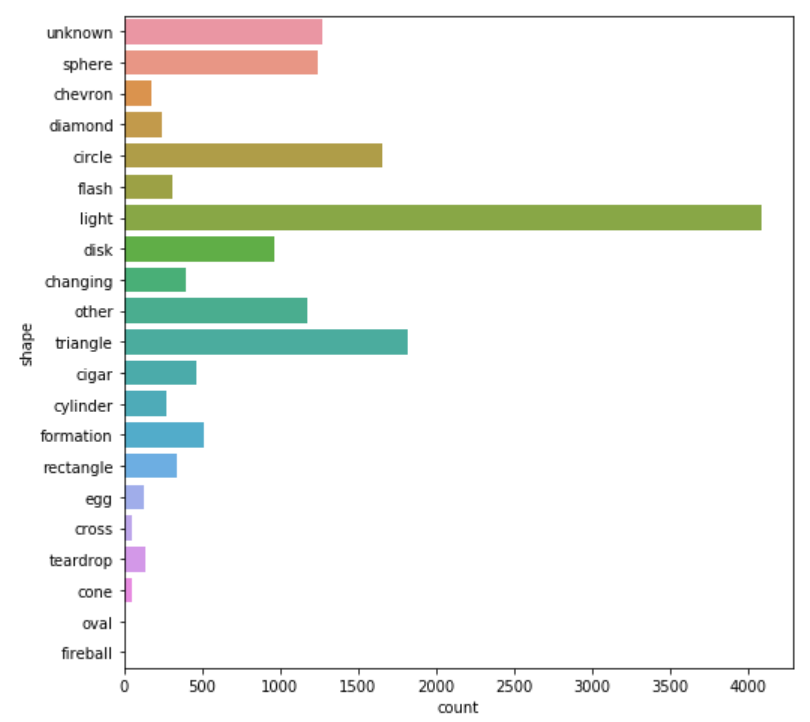 unknown
sphere
chevron
diamond
circle
flash
light
disk
changing
other
triangle
cigar
cylinder
formation
rectangle
egg
cross
teardrop
cone
oval
fireball
shape
0 500 1000 1500 2000 2500 3000 3500 4000
count